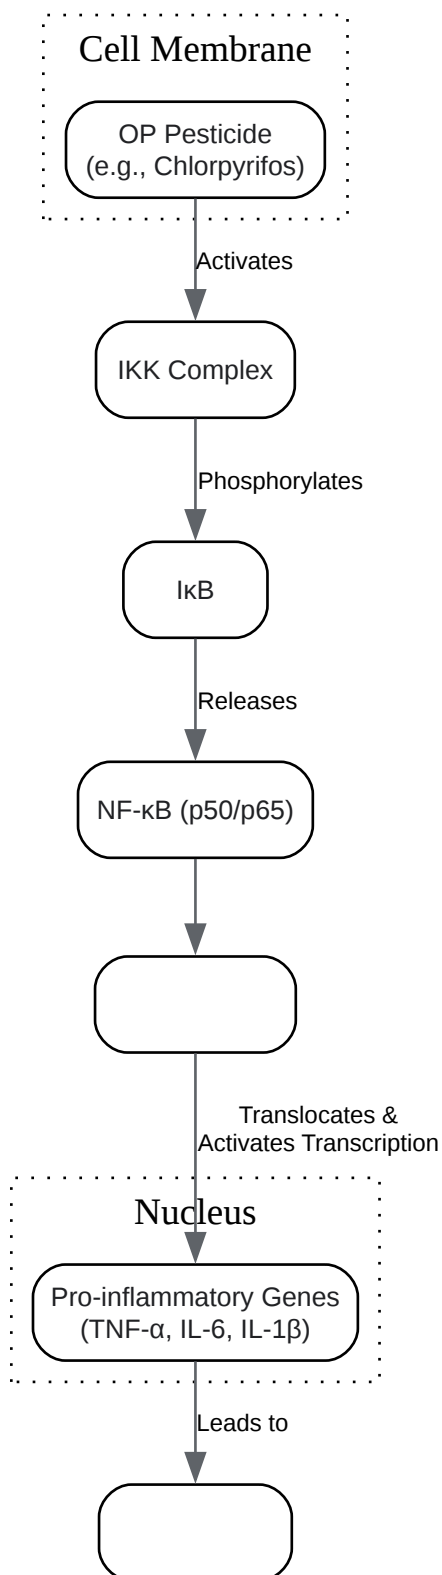 Cell Membrane
OP Pesticide
(e.g., Chlorpyrifos)
Activates
IKK Complex
Phosphorylates
IκB
Releases
NF-κB (p50/p65)
Translocates &
Activates Transcription
Nucleus
Pro-inflammatory Genes
(TNF-α, IL-6, IL-1β)
Leads to